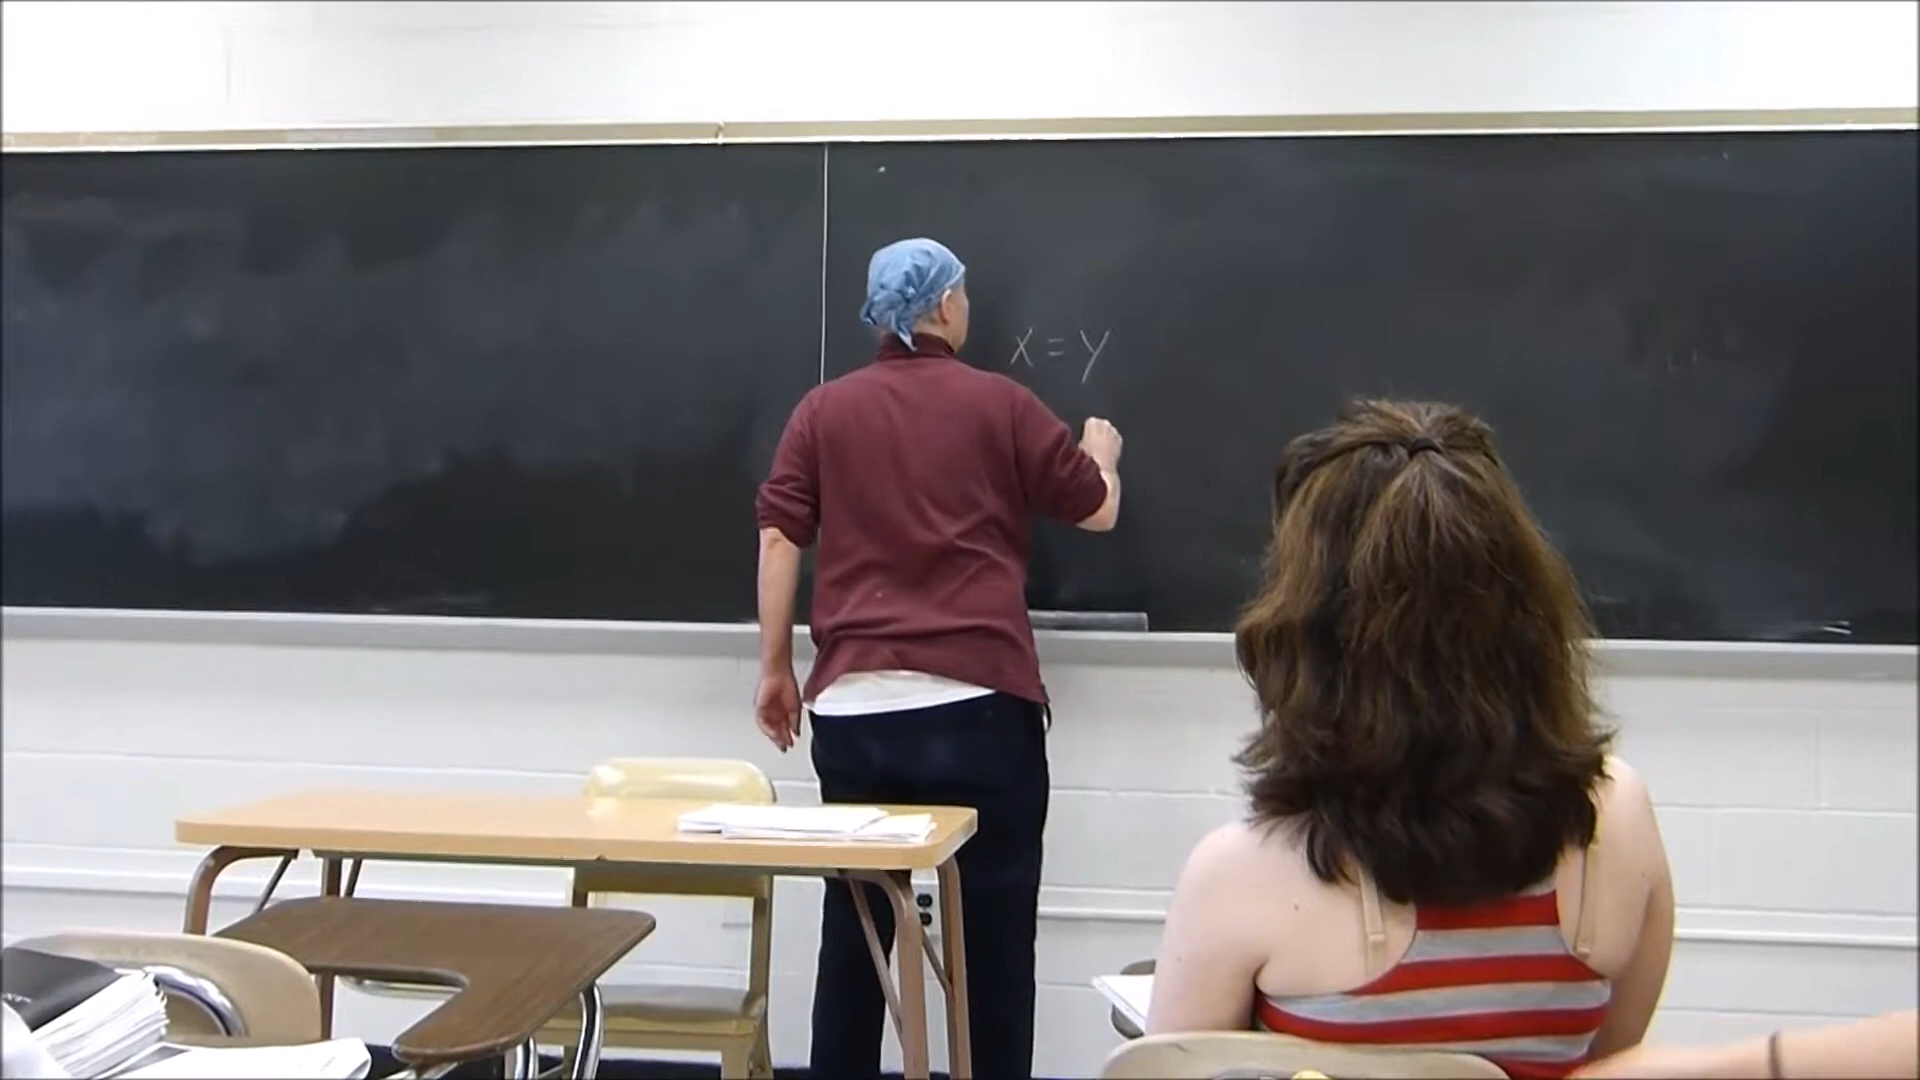 x = y